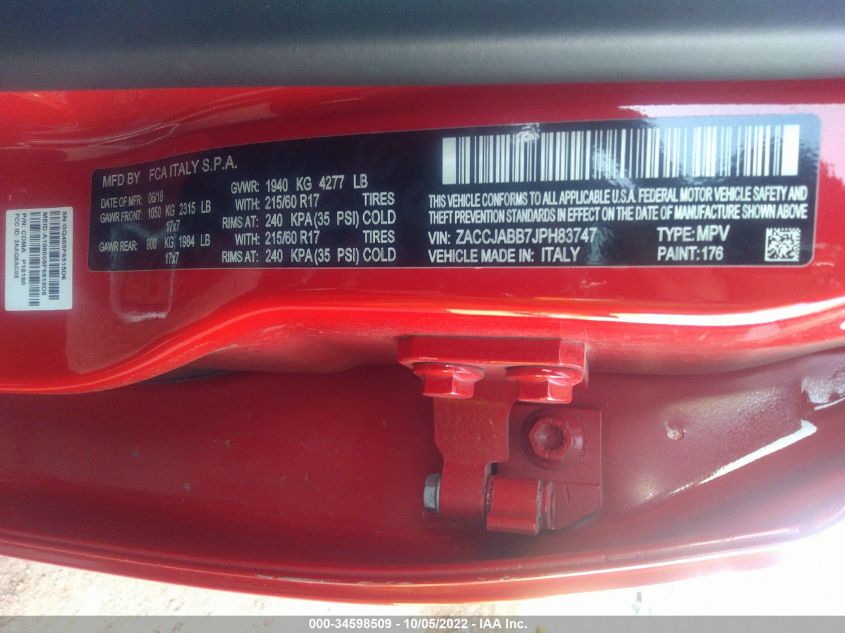 MFD BY FCA ITALY S.P.A.
DATE OF MFR 06/18 GVWR: 1940 KG 4277 LB
GAWR FRONT: 1050 KG 2315 LB WITH: 215/60 R17 TIRES
17x7 RIMS AT: 240 KPA(35 PSI) COLD
GAWR REAR: 900 KG 1984 LB WITH: 215/60 R17 TIRES
17x7 RIMS AT: 240 KPA(35 PSI) COLD
THIS VEHICLE CONFORMS TO ALL APPLICABLE U.S.A. FEDERAL MOTOR VEHICLE SAFETY
AND THEFT PREVENTION STANDARDS IN EFFECT ON THE DATE OF MANUFACTURE SHOWN ABOVE
VIN: ZACCJABB7JPH83747 TYPE: MPV
VEHICLE MADE IN: ITALY PAINT: 176
P/N: CDMA
FCC ID:
000-34598509 - 10/05/2022 - IAA Inc.